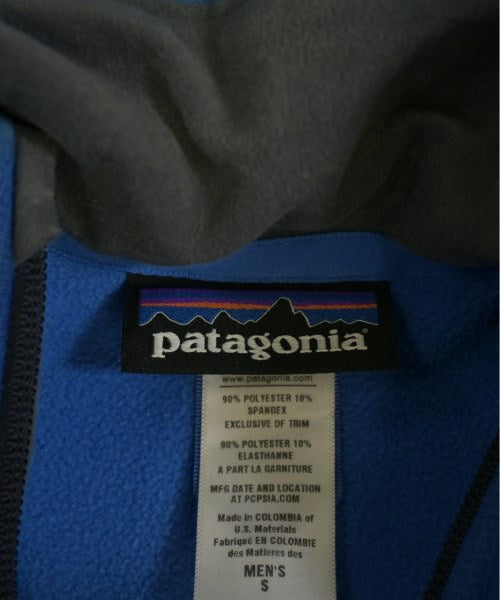 patagonia®
www.patagonia.com
90% POLYESTER 10%
SPANDEX
EXCLUSIVE OF TRIM
90% POLYESTER 10%
ELASTHANNE
A PART LA GARNITURE
MFG DATE AND LOCATION
AT PCPSIA.COM
Made in COLOMBIA of
U.S. Materials
Fabriqué EN COLOMBIE
des Matieres des
MEN'S
S